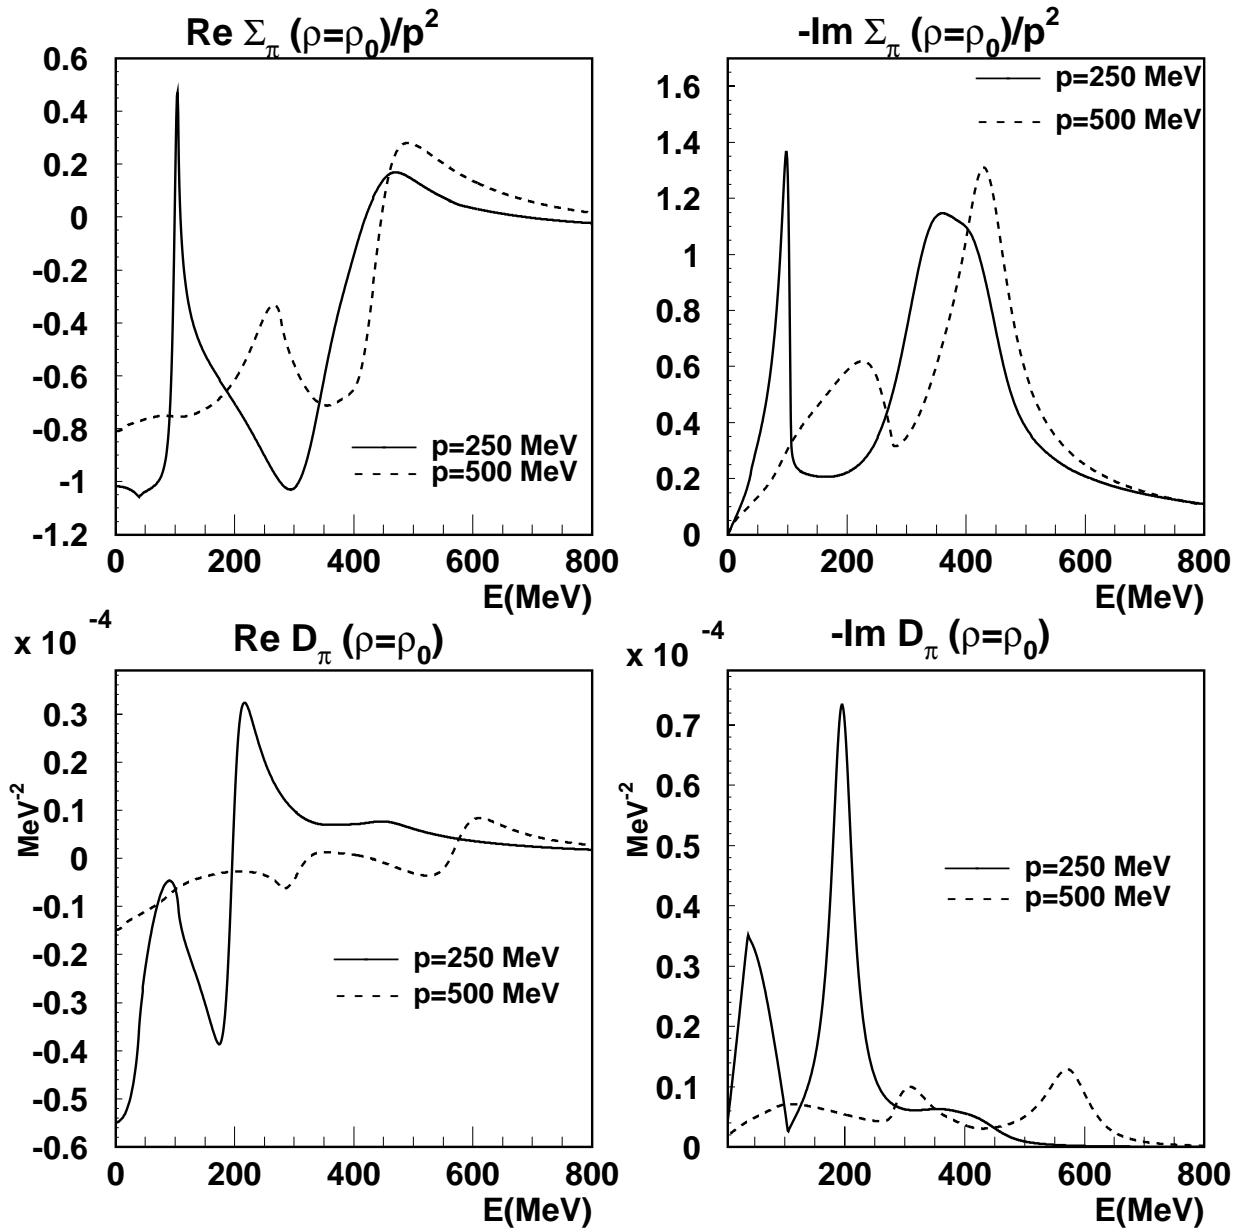 Re Σπ (ρ=ρ0)/p2
0.6
0.4
0.2
0
-0.2
-0.4
-0.6
-0.8
-1
-1.2
p=250 MeV
p=500 MeV
0 200 400 600 800
E(MeV)
-Im Σπ (ρ=ρ0)/p2
1.6
1.4
1.2
1
0.8
0.6
0.4
0.2
0
p=250 MeV
p=500 MeV
0 200 400 600 800
E(MeV)
x 10 -4
Re Dπ (ρ=ρ0)
MeV-2
0.3
0.2
0.1
0
-0.1
-0.2
-0.3
-0.4
-0.5
-0.6
p=250 MeV
p=500 MeV
0 200 400 600 800
E(MeV)
x 10 -4
-Im Dπ (ρ=ρ0)
MeV-2
0.7
0.6
0.5
0.4
0.3
0.2
0.1
0
p=250 MeV
p=500 MeV
200 400 600 800
E(MeV)